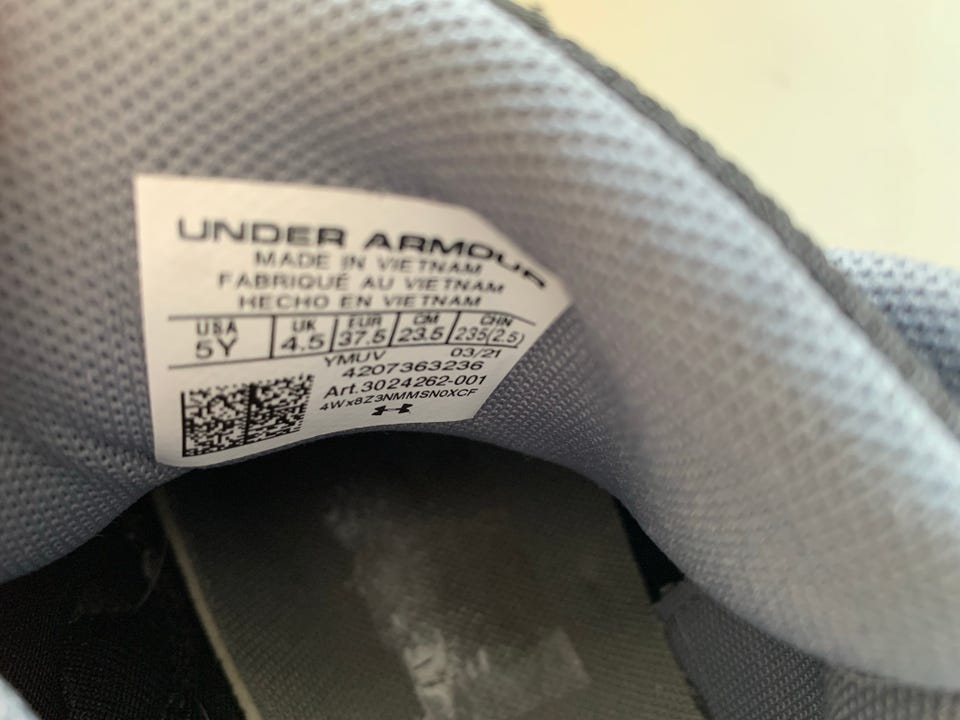 UNDER ARMOUR
MADE IN VIETNAM
FABRIQUÉ AU VIETNAM
HECHO EN VIETNAM
USA UK EUR CM CHN
5Y 4.5 37.5 23.5 235(2.5)
YMUV 03/21
4207363236
Art.3024262-001
4Wx8Z3NMMSN0XCF